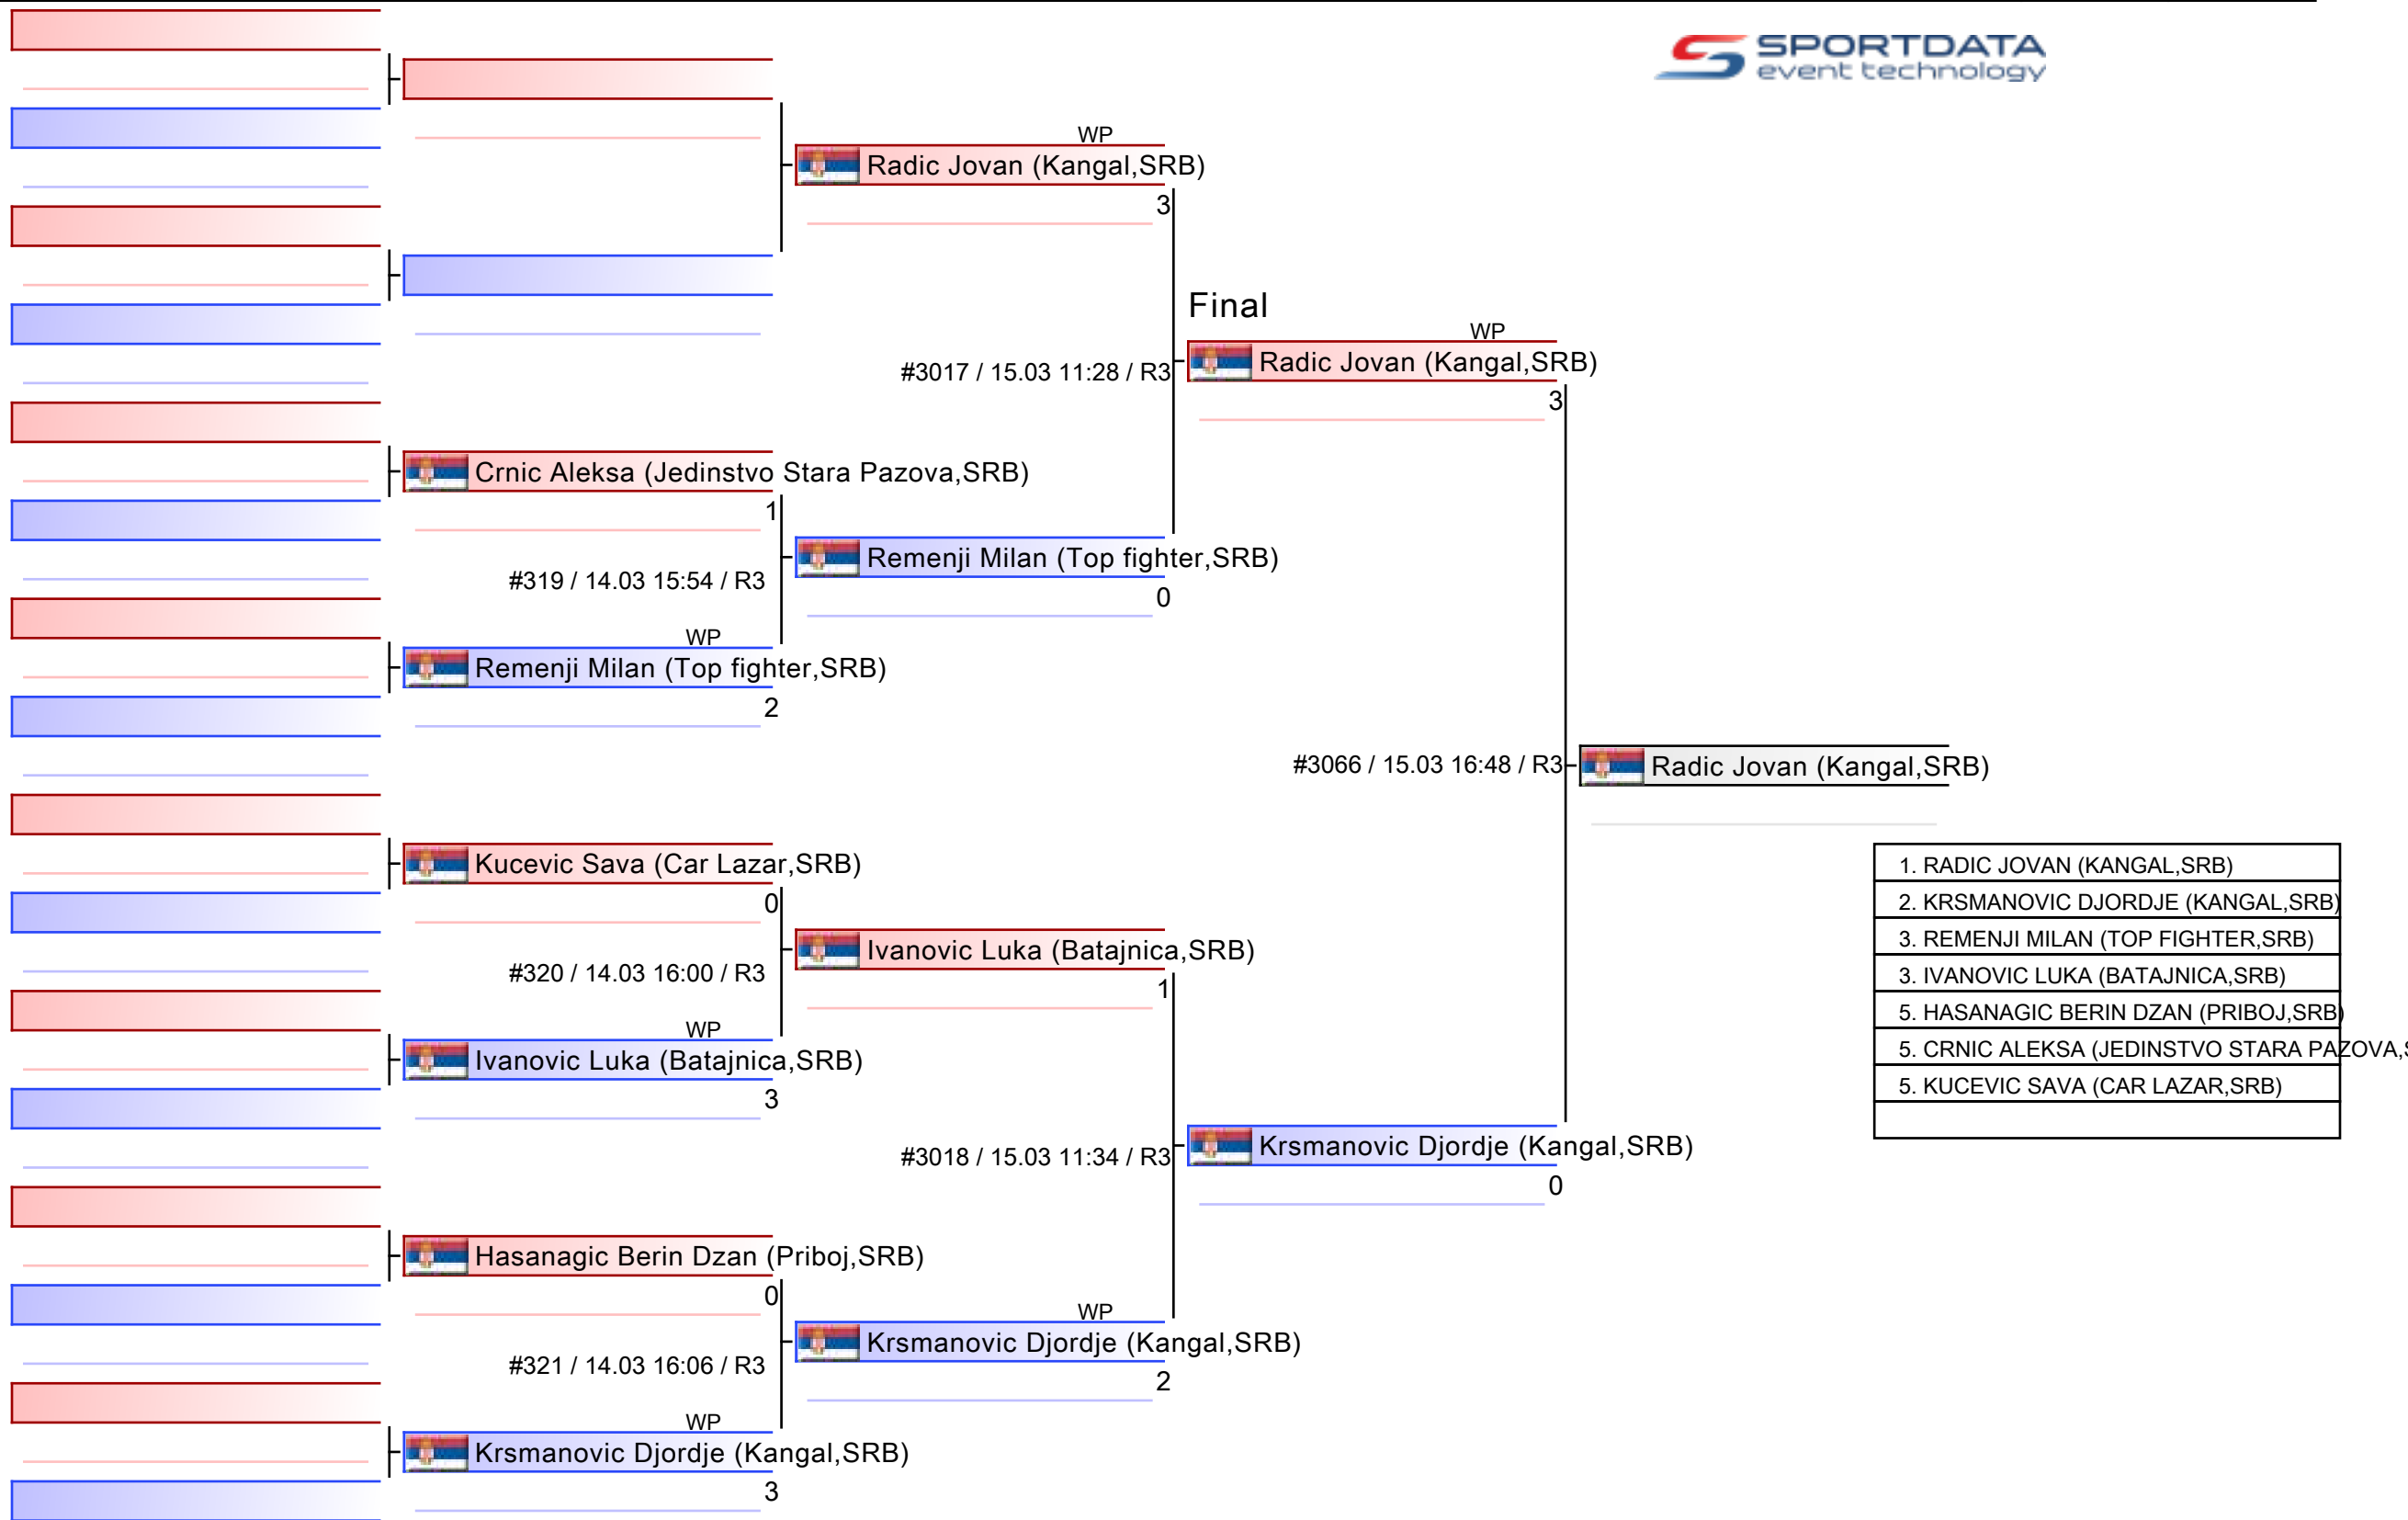 SPORTDATA
event technology
WP
Radic Jovan (Kangal,SRB)
3
Final
WP
#3017 / 15.03 11:28 / R3
Radic Jovan (Kangal,SRB)
3
Crnic Aleksa (Jedinstvo Stara Pazova,SRB)
1
#319 / 14.03 15:54 / R3
Remenji Milan (Top fighter,SRB)
0
WP
Remenji Milan (Top fighter,SRB)
2
#3066 / 15.03 16:48 / R3
Radic Jovan (Kangal,SRB)
Kucevic Sava (Car Lazar,SRB)
0
#320 / 14.03 16:00 / R3
Ivanovic Luka (Batajnica,SRB)
1
WP
Ivanovic Luka (Batajnica,SRB)
3
#3018 / 15.03 11:34 / R3
Krsmanovic Djordje (Kangal,SRB)
0
Hasanagic Berin Dzan (Priboj,SRB)
0
#321 / 14.03 16:06 / R3
WP
Krsmanovic Djordje (Kangal,SRB)
2
WP
Krsmanovic Djordje (Kangal,SRB)
3
1. RADIC JOVAN (KANGAL,SRB)
2. KRSMANOVIC DJORDJE (KANGAL,SRB)
3. REMENJI MILAN (TOP FIGHTER,SRB)
3. IVANOVIC LUKA (BATAJNICA,SRB)
5. HASANAGIC BERIN DZAN (PRIBOJ,SRB)
5. CRNIC ALEKSA (JEDINSTVO STARA PAZOVA,
5. KUCEVIC SAVA (CAR LAZAR,SRB)